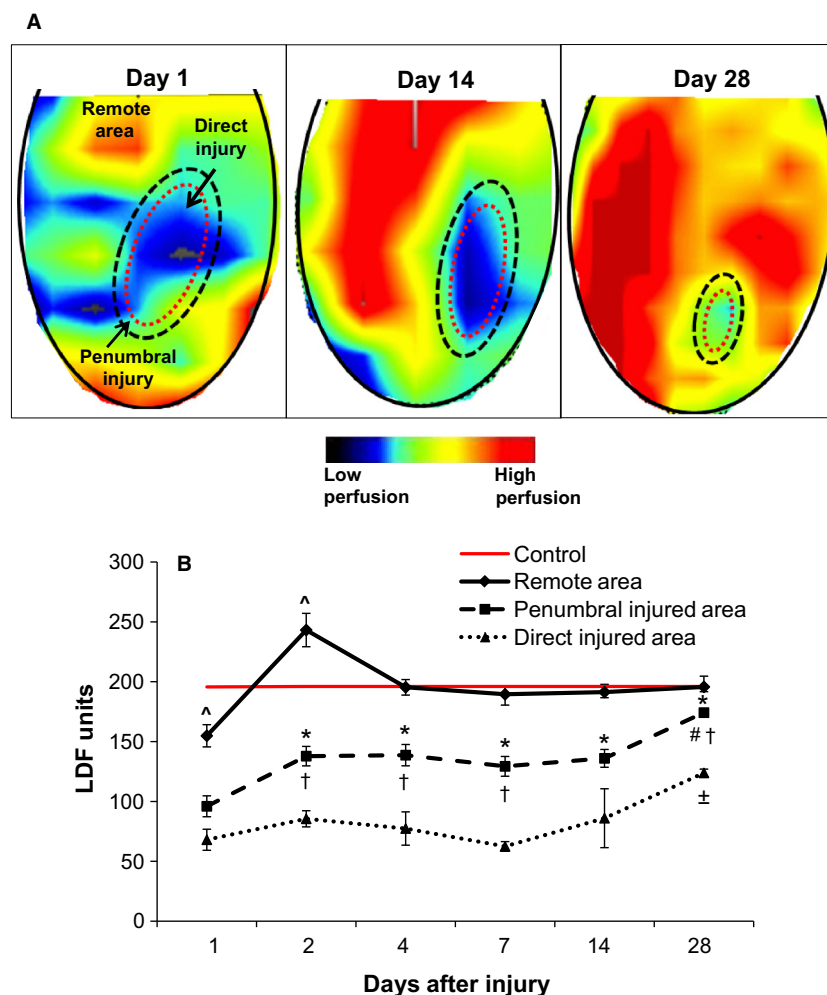 A
Day 1
Day 14
Day 28
Remote
area
Direct
injury
Penumbral
injury
Low
perfusion
High
perfusion
B
Control
Remote area
Penumbral injured area
Direct injured area
LDF units
300
250
200
150
100
50
0
^
^
*
*
*
*
*
†
†
†
# †
±
1
2
4
7
14
28
Days after injury